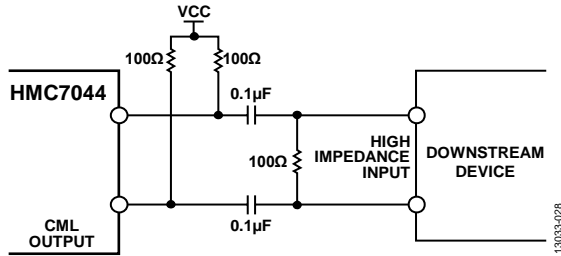 VCC
100Ω
100Ω
HMC7044
0.1µF
100Ω
HIGH
IMPEDANCE
INPUT
DOWNSTREAM
DEVICE
CML
OUTPUT
0.1µF
13033-028